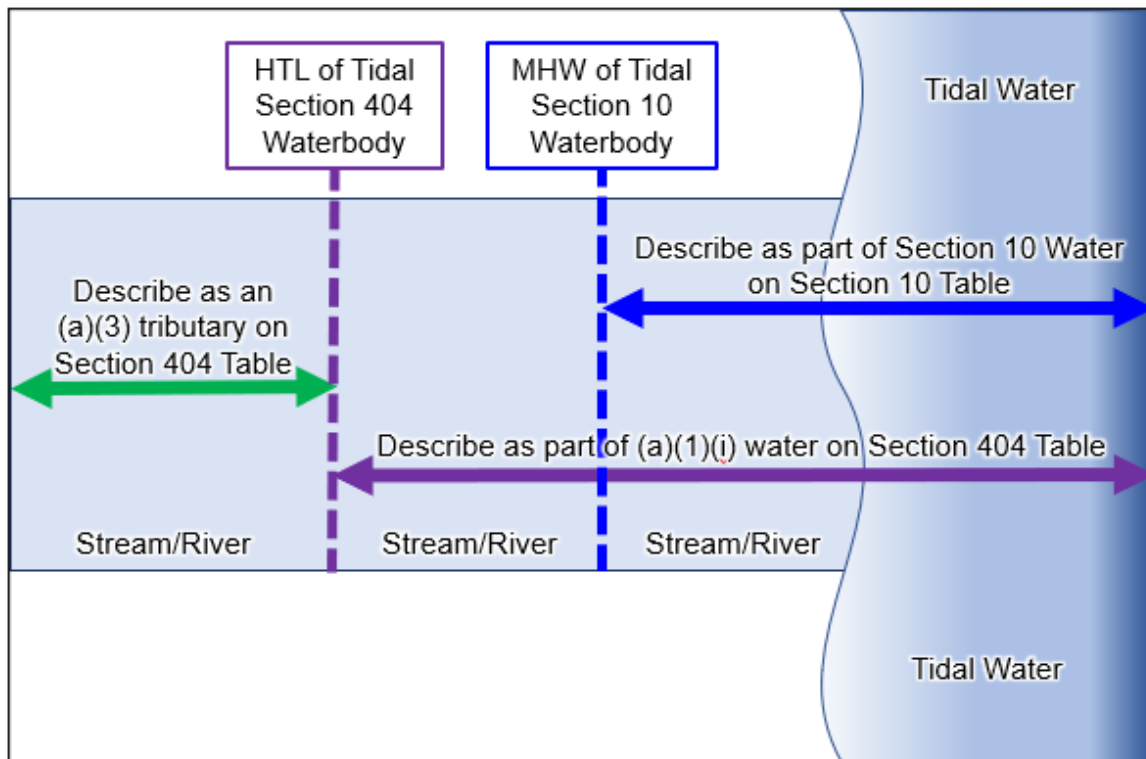 HTL of Tidal
Section 404
Waterbody
MHW of Tidal
Section 10
Waterbody
Tidal Water
Describe as part of Section 10 Water
on Section 10 Table
Describe as an
(a)(3) tributary on
Section 404 Table
Describe as part of (a)(1)(i) water on Section 404 Table
Stream/River
Stream/River
Stream/River
Tidal Water